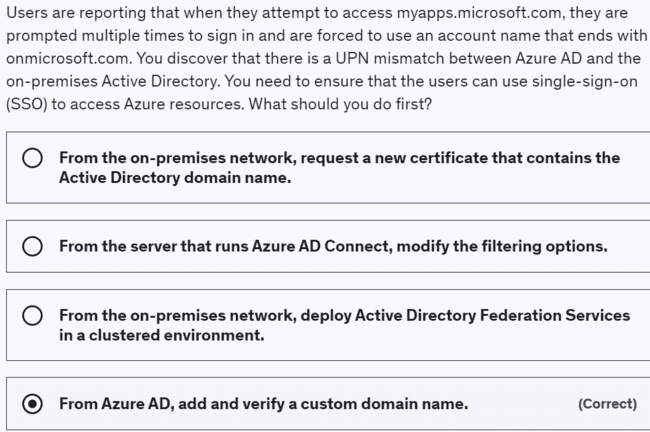 Users are reporting that when they attempt to access myapps.microsoft.com, they are
prompted multiple times to sign in and are forced to use an account name that ends with
onmicrosoft.com. You discover that there is a UPN mismatch between Azure AD and the
on-premises Active Directory. You need to ensure that the users can use single-sign-on
(SSO) to access Azure resources. What should you do first?
From the on-premises network, request a new certificate that contains the
Active Directory domain name.
From the server that runs Azure AD Connect, modify the filtering options.
From the on-premises network, deploy Active Directory Federation Services
in a clustered environment.
From Azure AD, add and verify a custom domain name. (Correct)